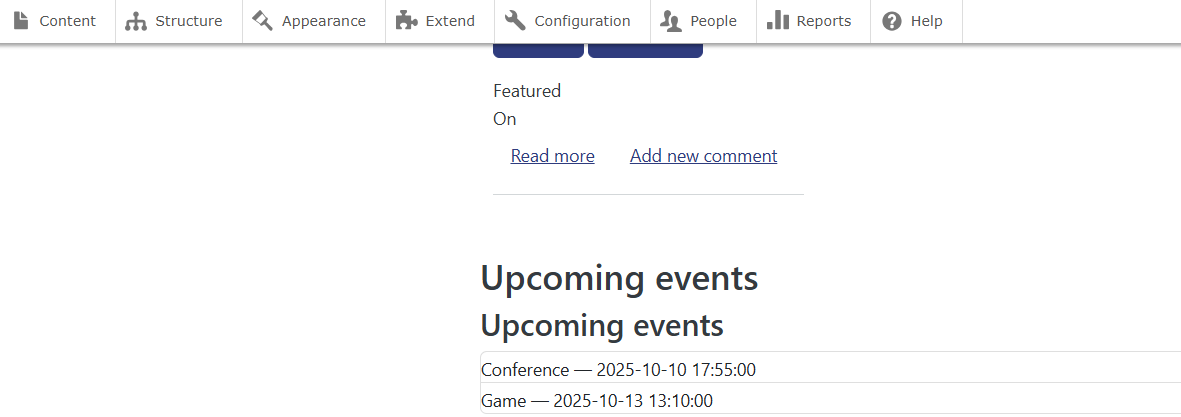 Content Structure Appearance Extend Configuration People Reports Help
Featured
On
Read more Add new comment
Upcoming events
Upcoming events
Conference — 2025-10-10 17:55:00
Game — 2025-10-13 13:10:00